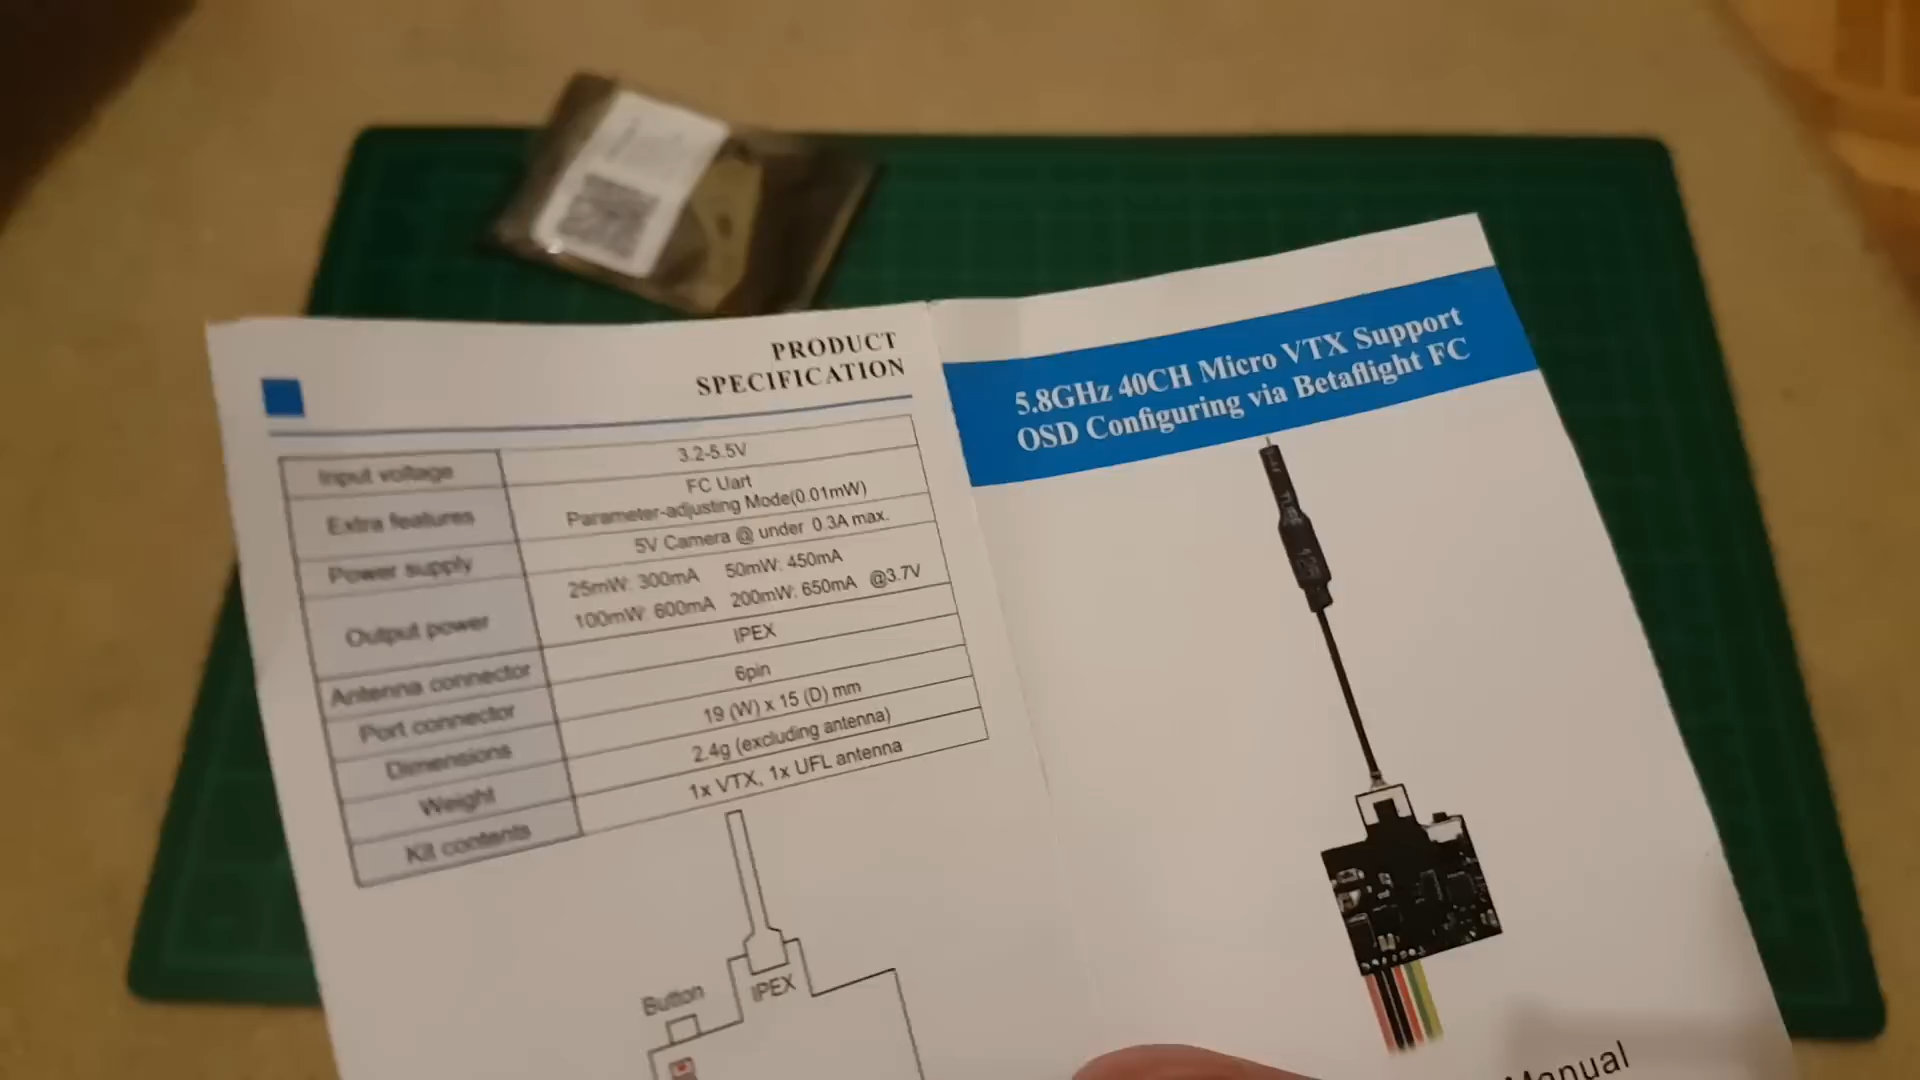 PRODUCT
SPECIFICATION
Input voltage 3.2-5.5V
Extra features FC Uart
Parameter-adjusting Mode(0.01mW)
Power supply 5V Camera @ under 0.3A max.
Output power 25mW: 300mA 50mW: 450mA
100mW: 600mA 200mW: 650mA @3.7V
Antenna connector IPEX
Port connector 6pin
Dimensions 19 (W) x 15 (D) mm
Weight 2.4g (excluding antenna)
Kit contents 1x VTX, 1x UFL antenna
Button
IPEX
5.8GHz 40CH Micro VTX Support
OSD Configuring via Betaflight FC
Manual